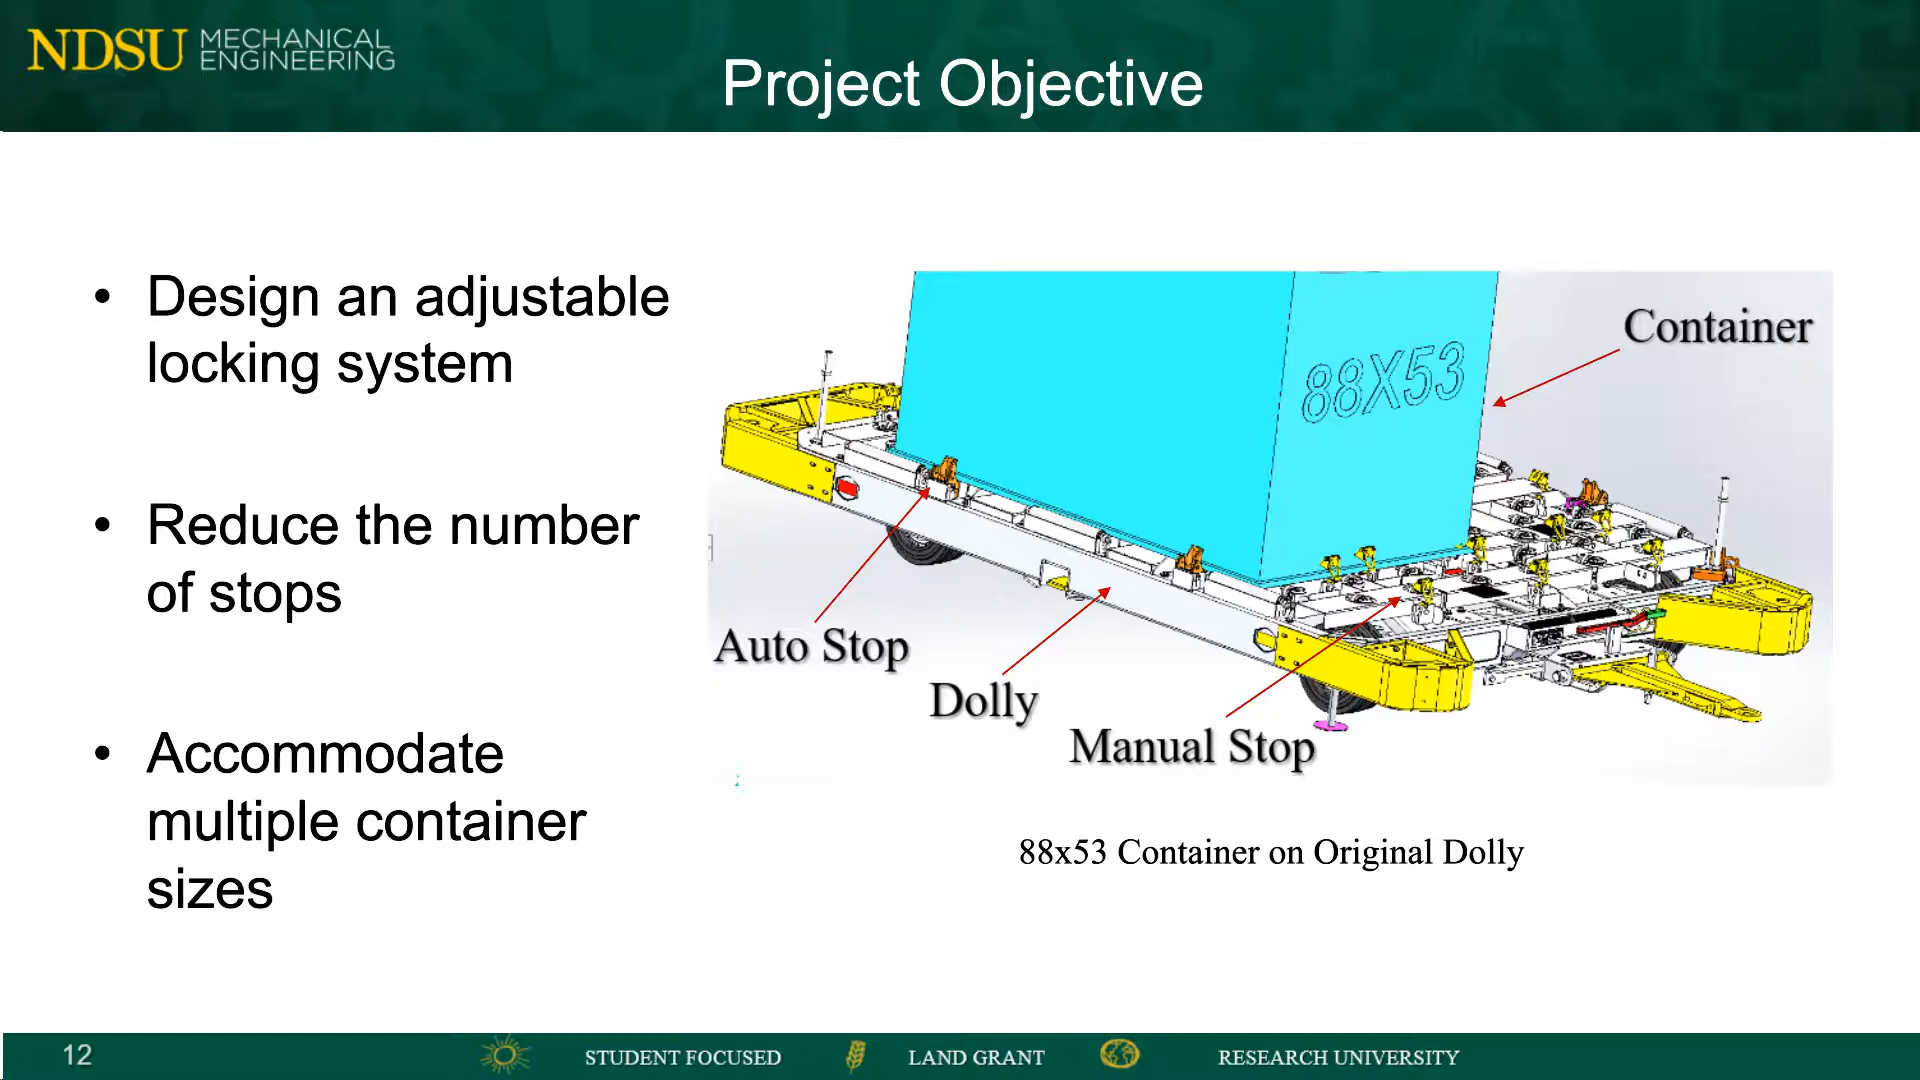 NDSU MECHANICAL
ENGINEERING
Project Objective
• Design an adjustable
locking system
• Reduce the number
of stops
• Accommodate
multiple container
sizes
Container
88X53
Auto Stop
Dolly
Manual Stop
88x53 Container on Original Dolly
12
STUDENT FOCUSED
LAND GRANT
RESEARCH UNIVERSITY